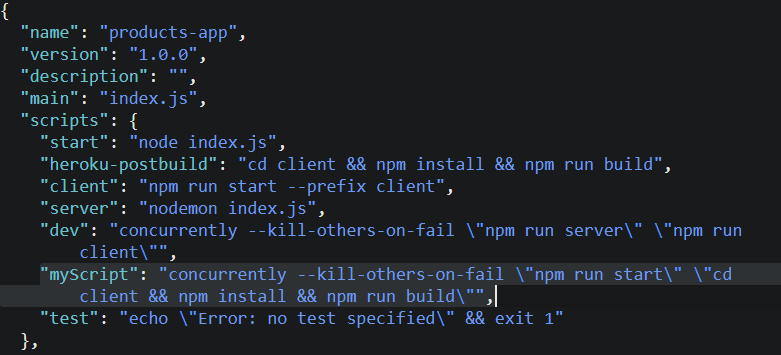 {
"name": "products-app",
"version": "1.0.0",
"description": "",
"main": "index.js",
"scripts": {
"start": "node index.js",
"heroku-postbuild": "cd client && npm install && npm run build",
"client": "npm run start --prefix client",
"server": "nodemon index.js",
"dev": "concurrently --kill-others-on-fail \"npm run server\" \"npm run
client\"",
"myScript": "concurrently --kill-others-on-fail \"npm run start\" \"cd
client && npm install && npm run build\"",
"test": "echo \"Error: no test specified\" && exit 1"
},